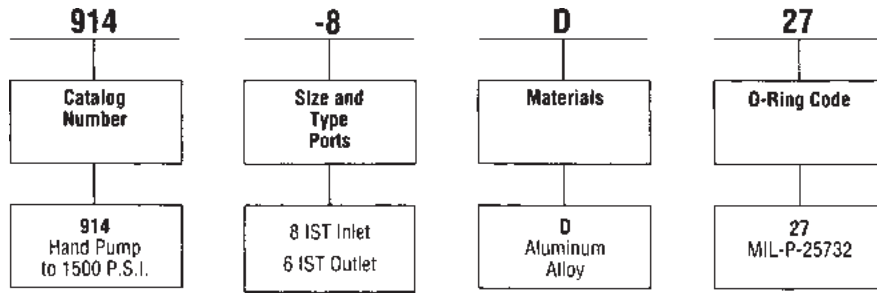 914 -8 D 27
Catalog
Number
Size and
Type
Ports
Materials
O-Ring Code
914
Hand Pump
to 1500 P.S.I.
8 IST Inlet
6 IST Outlet
D
Aluminum
Alloy
27
MIL-P-25732